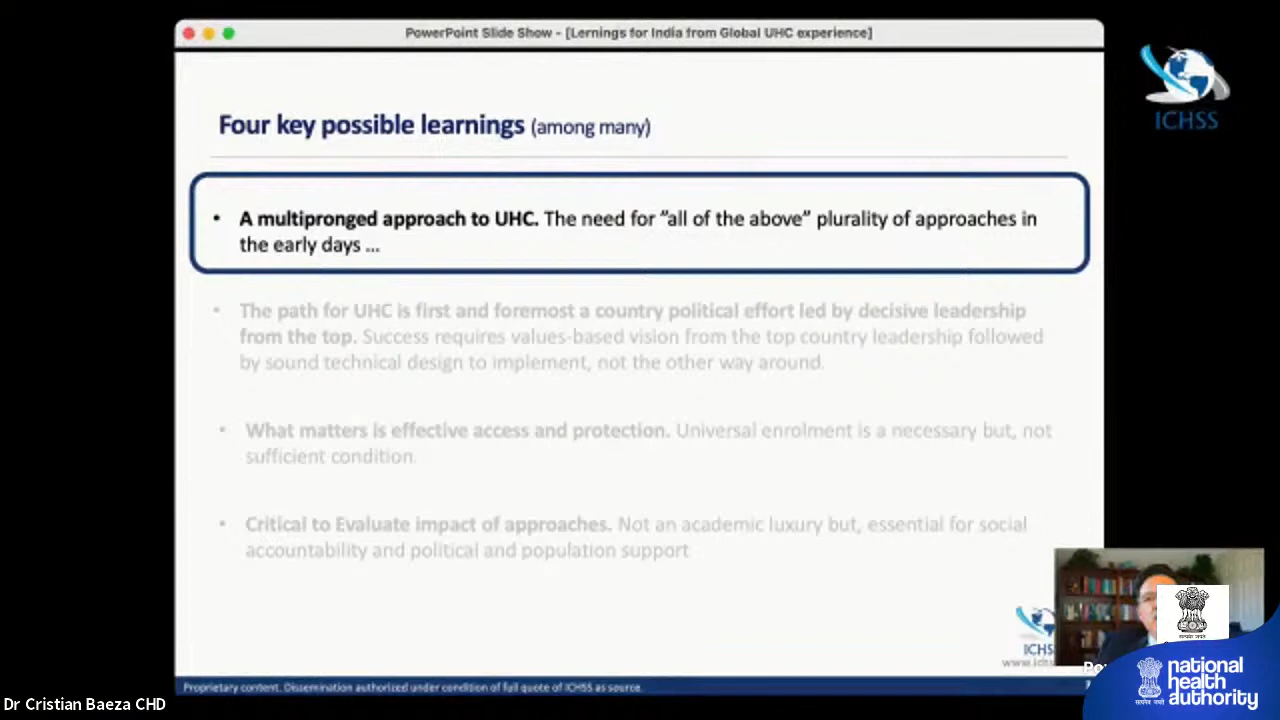 PowerPoint Slide Show - [Lernings for India from Global UHC experience]
ICHSS
Four key possible learnings (among many)
• A multipronged approach to UHC. The need for “all of the above” plurality of approaches in
the early days ...
• The path for UHC is first and foremost a country political effort led by decisive leadership
from the top. Success requires values-based vision from the top country leadership followed
by sound technical design to implement, not the other way around.
• What matters is effective access and protection. Universal enrolment is a necessary but, not
sufficient condition.
• Critical to Evaluate impact of approaches. Not an academic luxury but, essential for social
accountability and political and population support
Proprietary content. Dissemination authorized under condition of full quote of ICHSS as source.
Dr Cristian Baeza CHD
सत्यमेव जयते
national
health
authority